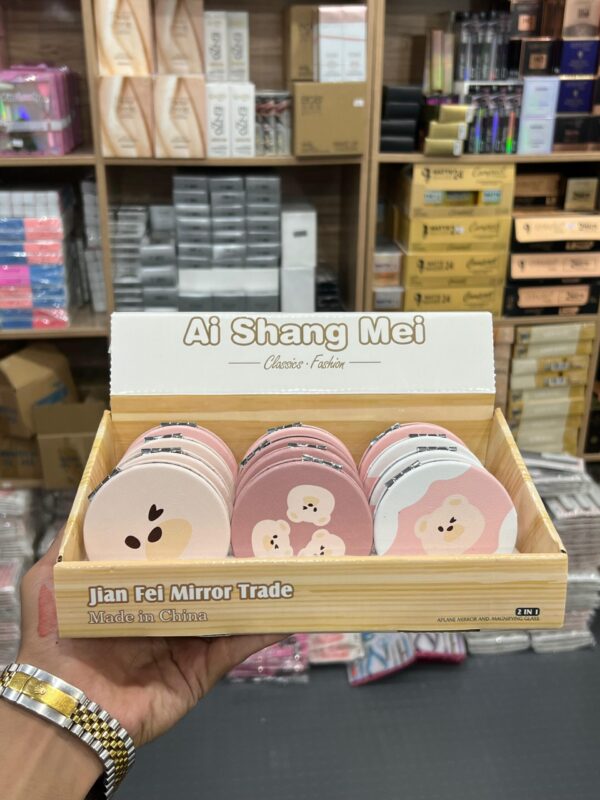 Ai Shang Mei
Classics · Fashion
Jian Fei Mirror Trade
Made in China
2 IN 1
APLANE MIRROR AND MAGNIFYING GLASS